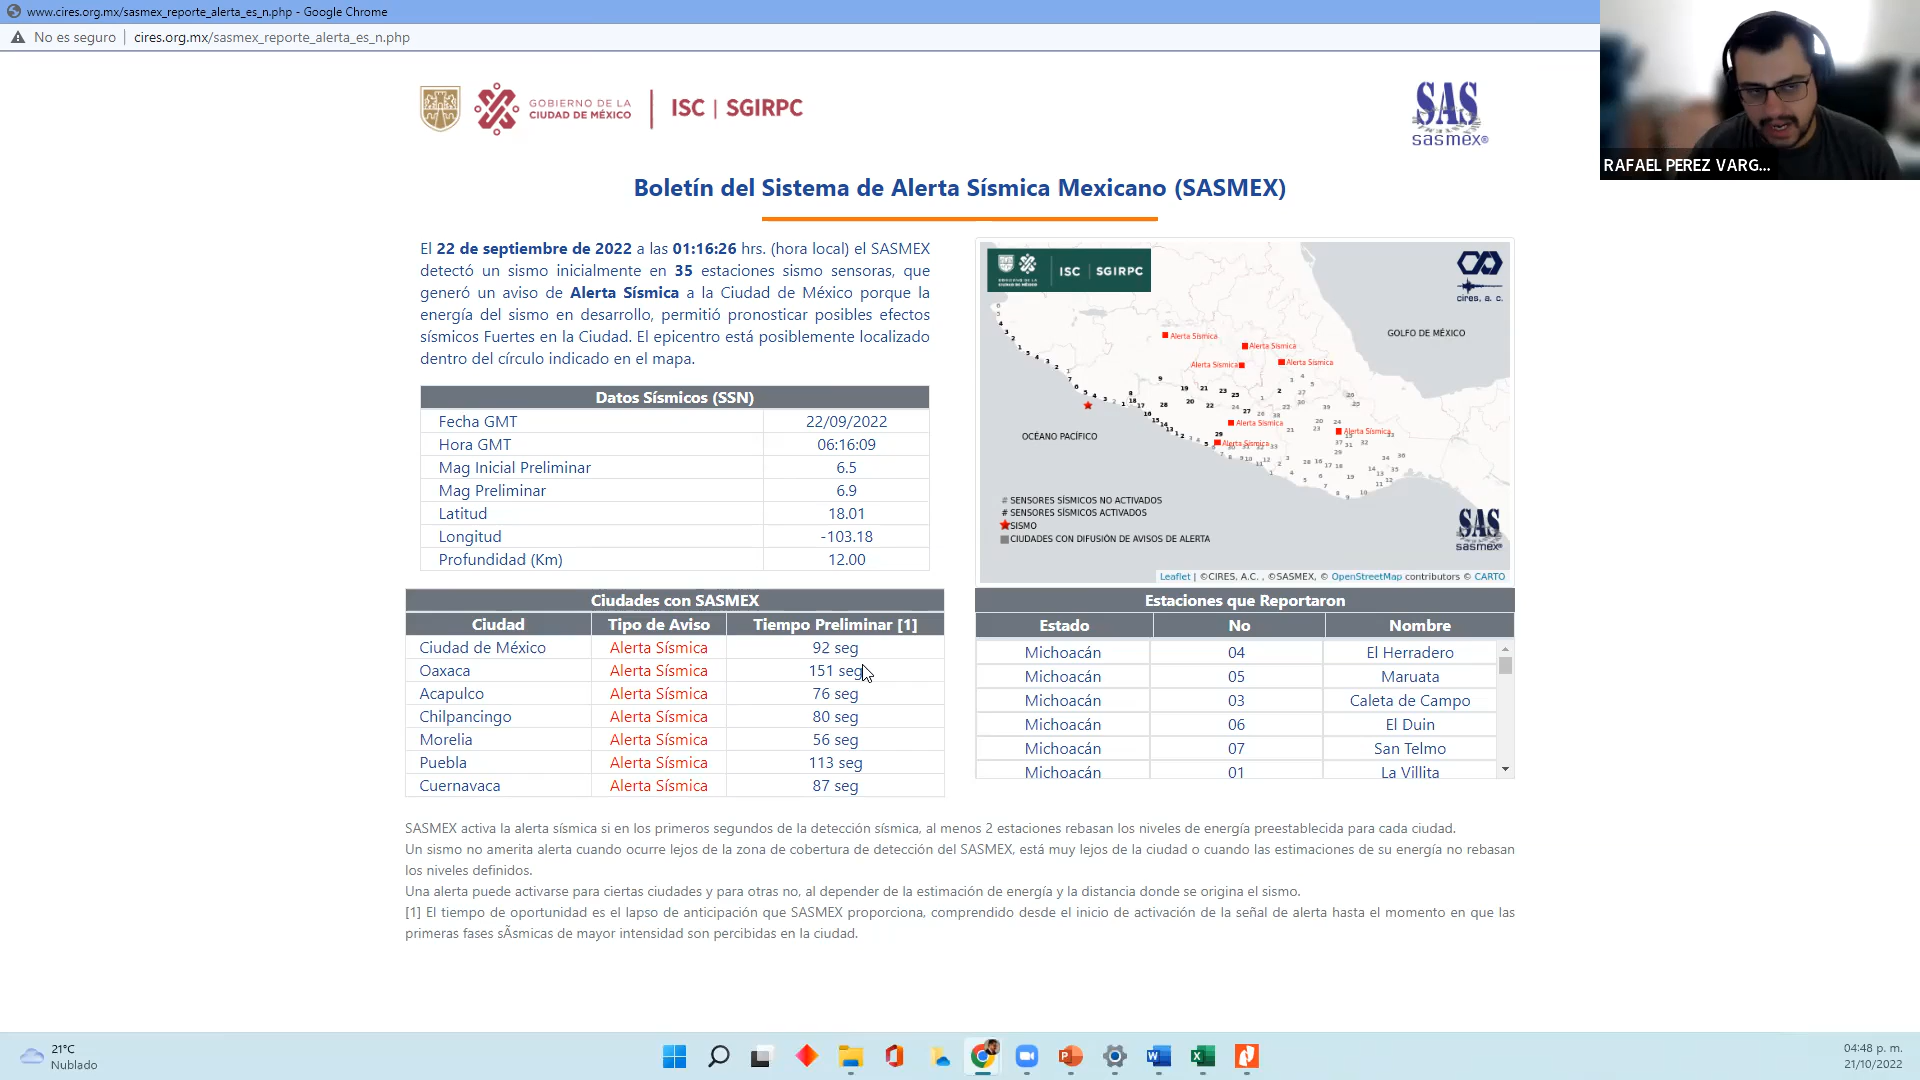 www.cires.org.mx/sasmex_reporte_alerta_es_n.php - Google Chrome
No es seguro | cires.org.mx/sasmex_reporte_alerta_es_n.php
GOBIERNO DE LA
CIUDAD DE MÉXICO
ISC | SGIRPC
SAS
sasmex®
RAFAEL PEREZ VARG...
Boletín del Sistema de Alerta Sísmica Mexicano (SASMEX)
El 22 de septiembre de 2022 a las 01:16:26 hrs. (hora local) el SASMEX
detectó un sismo inicialmente en 35 estaciones sismo sensoras, que
generó un aviso de Alerta Sísmica a la Ciudad de México porque la
energía del sismo en desarrollo, permitió pronosticar posibles efectos
sísmicos Fuertes en la Ciudad. El epicentro está posiblemente localizado
dentro del círculo indicado en el mapa.
Datos Sísmicos (SSN)
Fecha GMT 22/09/2022
Hora GMT 06:16:09
Mag Inicial Preliminar 6.5
Mag Preliminar 6.9
Latitud 18.01
Longitud -103.18
Profundidad (Km) 12.00
ISC | SGIRPC
cires, a. c.
GOLFO DE MÉXICO
Alerta Sísmica
Alerta Sísmica
Alerta Sísmica
Alerta Sísmica
Alerta Sísmica
Alerta Sísmica
Alerta Sísmica
OCÉANO PACÍFICO
# SENSORES SÍSMICOS NO ACTIVADOS
# SENSORES SÍSMICOS ACTIVADOS
SISMO
CIUDADES CON DIFUSIÓN DE AVISOS DE ALERTA
SAS
sasmex®
Leaflet | ©CIRES, A.C. , ©SASMEX, © OpenStreetMap contributors © CARTO
Ciudades con SASMEX
Ciudad Tipo de Aviso Tiempo Preliminar [1]
Ciudad de México Alerta Sísmica 92 seg
Oaxaca Alerta Sísmica 151 seg
Acapulco Alerta Sísmica 76 seg
Chilpancingo Alerta Sísmica 80 seg
Morelia Alerta Sísmica 56 seg
Puebla Alerta Sísmica 113 seg
Cuernavaca Alerta Sísmica 87 seg
Estaciones que Reportaron
Estado No Nombre
Michoacán 04 El Herradero
Michoacán 05 Maruata
Michoacán 03 Caleta de Campo
Michoacán 06 El Duin
Michoacán 07 San Telmo
Michoacán 01 La Villita
SASMEX activa la alerta sísmica si en los primeros segundos de la detección sísmica, al menos 2 estaciones rebasan los niveles de energía preestablecida para cada ciudad.
Un sismo no amerita alerta cuando ocurre lejos de la zona de cobertura de detección del SASMEX, está muy lejos de la ciudad o cuando las estimaciones de su energía no rebasan
los niveles definidos.
Una alerta puede activarse para ciertas ciudades y para otras no, al depender de la estimación de energía y la distancia donde se origina el sismo.
[1] El tiempo de oportunidad es el lapso de anticipación que SASMEX proporciona, comprendido desde el inicio de activación de la señal de alerta hasta el momento en que las
primeras fases sÃsmicas de mayor intensidad son percibidas en la ciudad.
21°C
Nublado
04:48 p. m.
21/10/2022